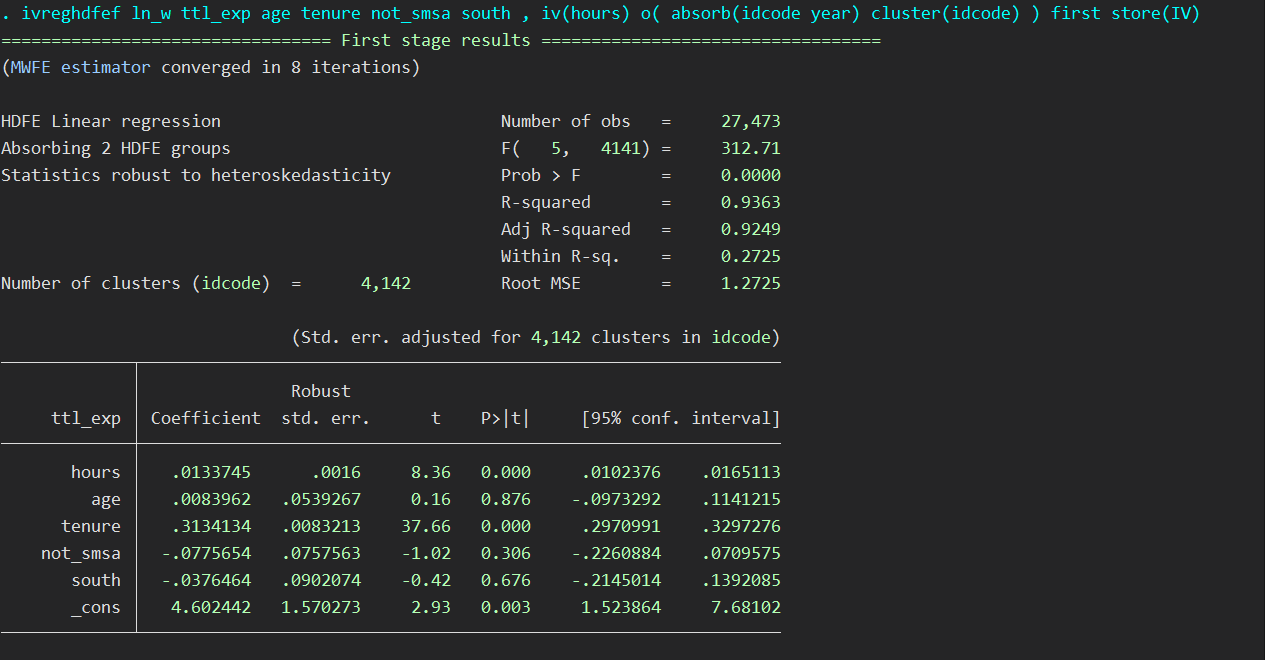 . ivreghdfef ln_w ttl_exp age tenure not_smsa south , iv(hours) o( absorb(idcode year) cluster(idcode) ) first store(IV)
================================= First stage results ==================================
(MWFE estimator converged in 8 iterations)
HDFE Linear regression Number of obs = 27,473
Absorbing 2 HDFE groups F( 5, 4141) = 312.71
Statistics robust to heteroskedasticity Prob > F = 0.0000
R-squared = 0.9363
Adj R-squared = 0.9249
Within R-sq. = 0.2725
Number of clusters (idcode) = 4,142 Root MSE = 1.2725
(Std. err. adjusted for 4,142 clusters in idcode)
Robust
ttl_exp Coefficient std. err. t P>|t| [95% conf. interval]
hours .0133745 .0016 8.36 0.000 .0102376 .0165113
age .0083962 .0539267 0.16 0.876 -.0973292 .1141215
tenure .3134134 .0083213 37.66 0.000 .2970991 .3297276
not_smsa -.0775654 .0757563 -1.02 0.306 -.2260884 .0709575
south -.0376464 .0902074 -0.42 0.676 -.2145014 .1392085
_cons 4.602442 1.570273 2.93 0.003 1.523864 7.68102